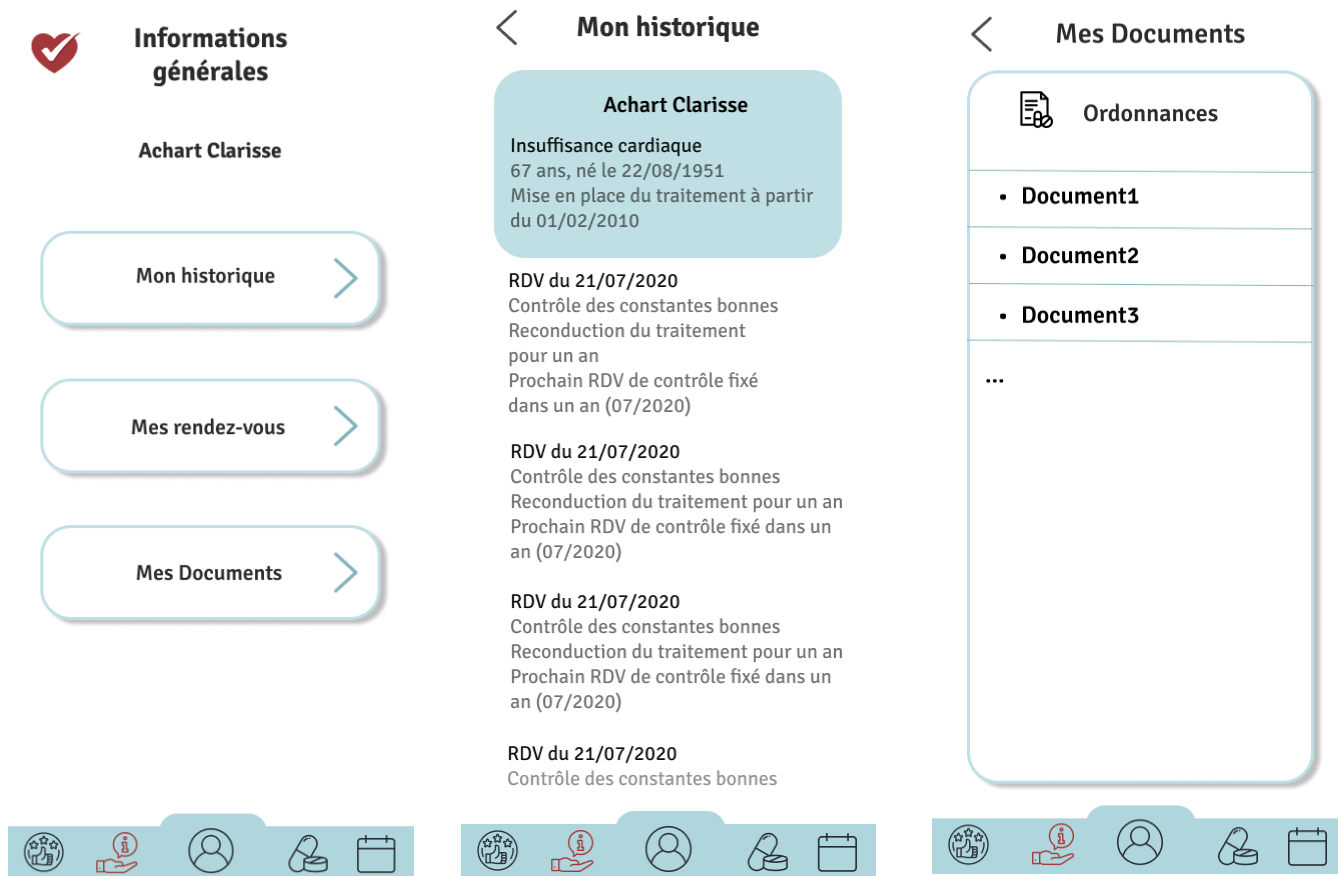 Informations
générales
Achart Clarisse
Mon historique
Mes rendez-vous
Mes Documents
Mon historique
Achart Clarisse
Insuffisance cardiaque
67 ans, né le 22/08/1951
Mise en place du traitement à partir
du 01/02/2010
RDV du 21/07/2020
Contrôle des constantes bonnes
Reconduction du traitement
pour un an
Prochain RDV de contrôle fixé
dans un an (07/2020)
RDV du 21/07/2020
Contrôle des constantes bonnes
Reconduction du traitement pour un an
Prochain RDV de contrôle fixé dans un
an (07/2020)
RDV du 21/07/2020
Contrôle des constantes bonnes
Reconduction du traitement pour un an
Prochain RDV de contrôle fixé dans un
an (07/2020)
RDV du 21/07/2020
Contrôle des constantes bonnes
Mes Documents
Ordonnances
• Document1
• Document2
• Document3
...